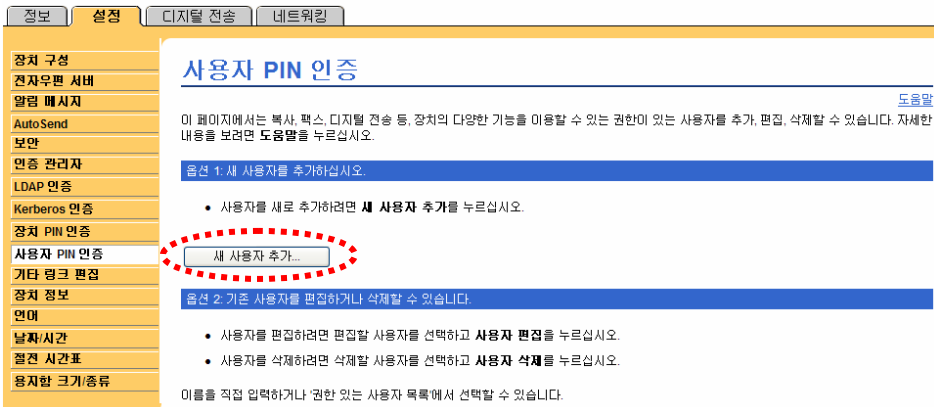 정보 설정 디지털 전송 네트워킹
장치 구성
전자우편 서버
알림 메시지
AutoSend
보안
인증 관리자
LDAP 인증
Kerberos 인증
장치 PIN 인증
사용자 PIN 인증
기타 링크 편집
장치 정보
언어
날짜/시간
절전 시간표
용지함 크기/종류
사용자 PIN 인증
도움말
이 페이지에서는 복사, 팩스, 디지털 전송 등, 장치의 다양한 기능을 이용할 수 있는 권한이 있는 사용자를 추가, 편집, 삭제할 수 있습니다. 자세한
내용을 보려면 도움말을 누르십시오.
옵션 1: 새 사용자를 추가하십시오.
• 사용자를 새로 추가하려면 새 사용자 추가를 누르십시오.
새 사용자 추가...
옵션 2: 기존 사용자를 편집하거나 삭제할 수 있습니다.
• 사용자를 편집하려면 편집할 사용자를 선택하고 사용자 편집을 누르십시오.
• 사용자를 삭제하려면 삭제할 사용자를 선택하고 사용자 삭제를 누르십시오.
이름을 직접 입력하거나 '권한 있는 사용자 목록'에서 선택할 수 있습니다.